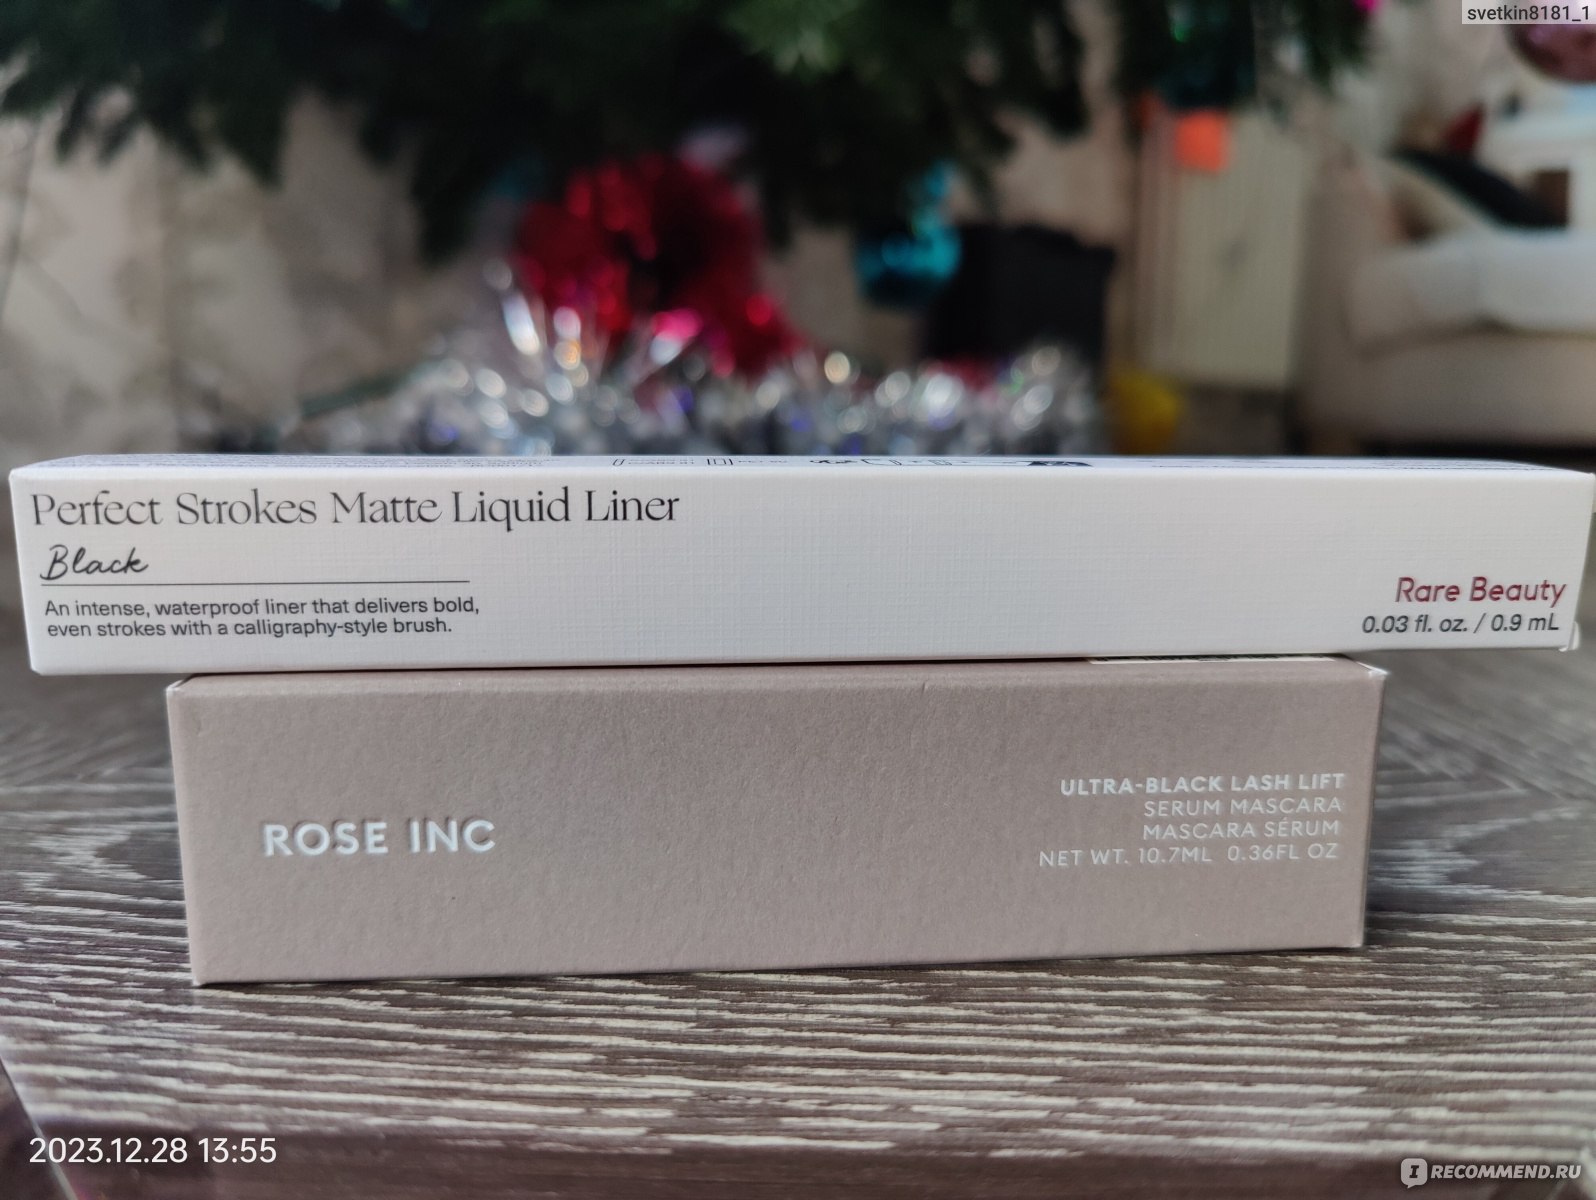 svetkin8181_1
Perfect Strokes Matte Liquid Liner
Black
An intense, waterproof liner that delivers bold,
even strokes with a calligraphy-style brush.
Rare Beauty
0.03 fl. oz. / 0.9 mL
ROSE INC
ULTRA-BLACK LASH LIFT
SERUM MASCARA
MASCARA SÉRUM
NET WT. 10.7ML 0.36FL OZ
2023.12.28 13:55
IRECOMMEND.RU